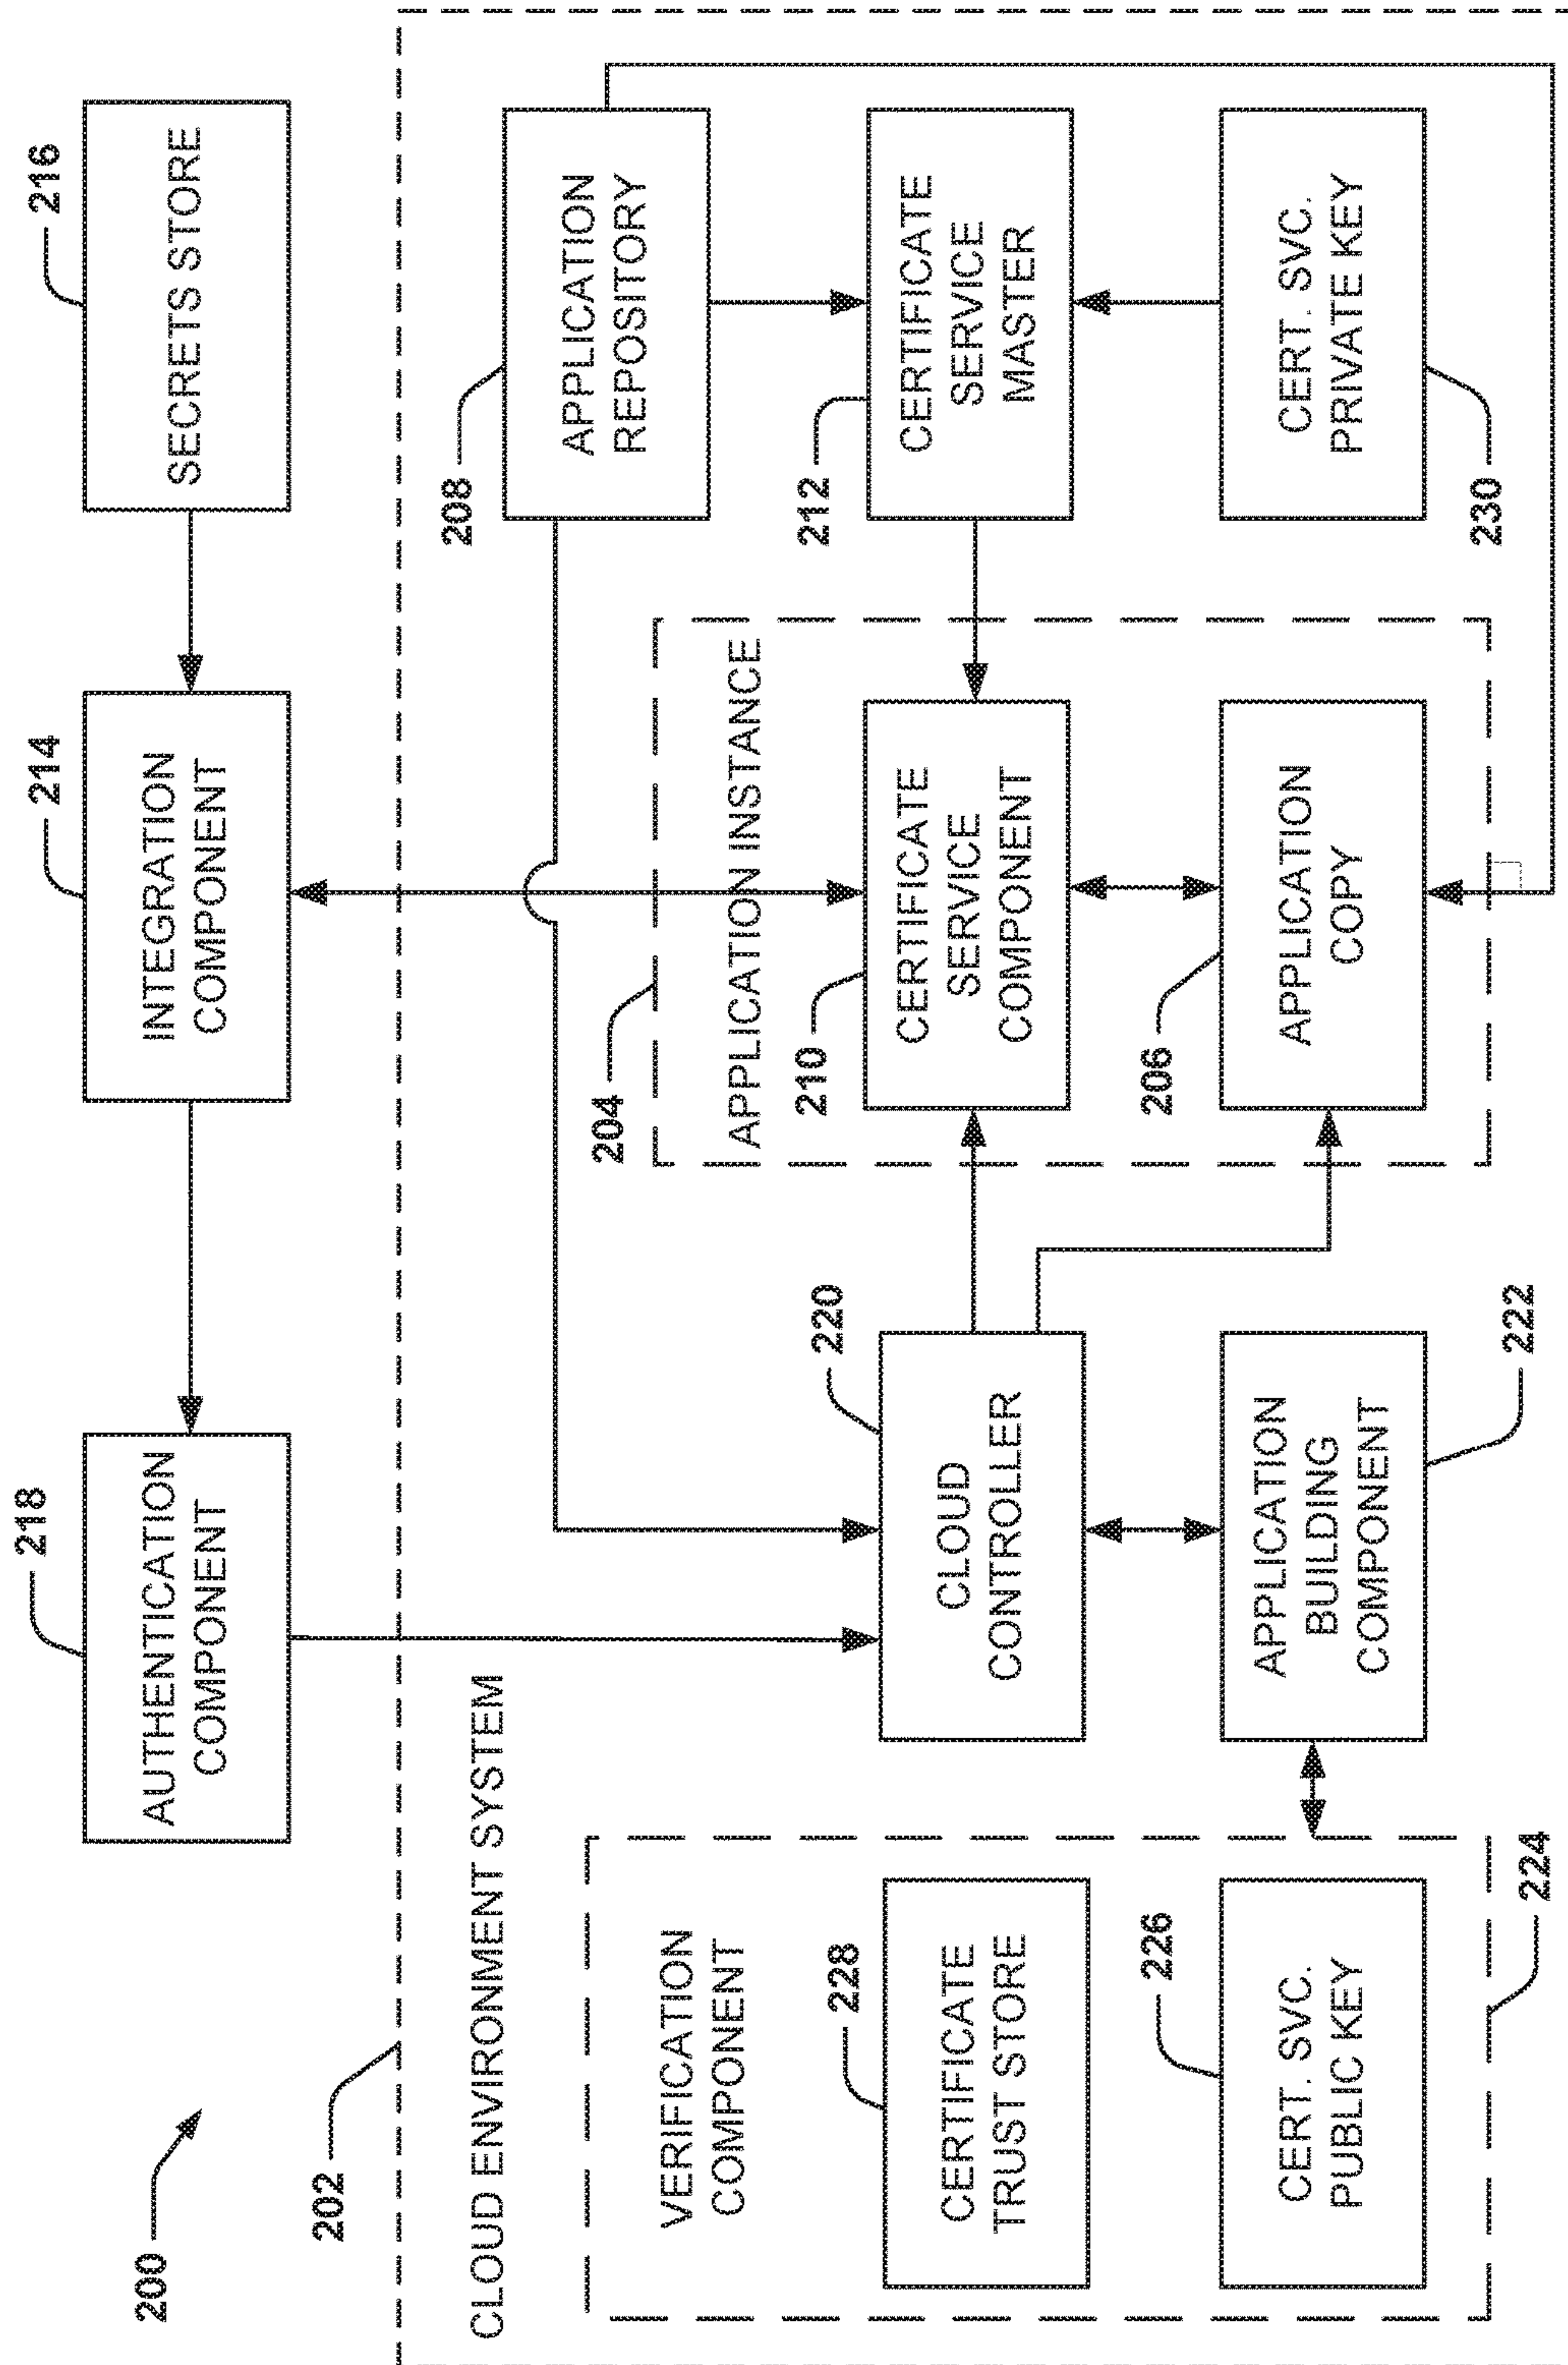 200
218
AUTHENTICATION
COMPONENT
214
INTEGRATION
COMPONENT
216
SECRETS STORE
202
CLOUD ENVIRONMENT SYSTEM
208
APPLICATION
REPOSITORY
204
APPLICATION INSTANCE
VERIFICATION
COMPONENT
228
CERTIFICATE
TRUST STORE
220
CLOUD
CONTROLLER
210
CERTIFICATE
SERVICE
COMPONENT
212
CERTIFICATE
SERVICE
MASTER
226
CERT. SVC.
PUBLIC KEY
APPLICATION
BUILDING
COMPONENT
206
APPLICATION
COPY
CERT. SVC.
PRIVATE KEY
224
222
230